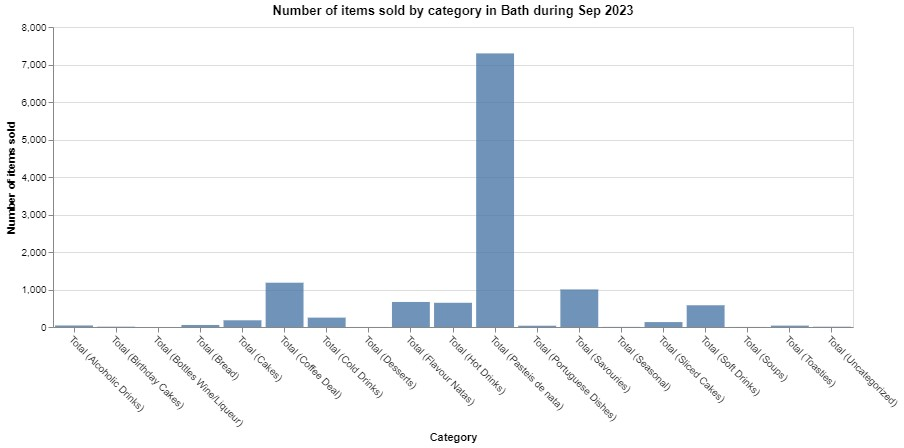 Number of items sold by category in Bath during Sep 2023
Number of items sold
8,000
7,000
6,000
5,000
4,000
3,000
2,000
1,000
0
Total (Alcoholic Drinks)
Total (Birthday Cakes)
Total (Bottles Wine/Liqueur)
Total (Bread)
Total (Cakes)
Total (Coffee Deal)
Total (Cold Drinks)
Total (Desserts)
Total (Flavour Natas)
Total (Hot Drinks)
Total (Pasteis de nata)
Total (Portuguese Dishes)
Total (Savouries)
Total (Seasonal)
Total (Sliced Cakes)
Total (Soft Drinks)
Total (Soups)
Total (Toasties)
Total (Uncategorized)
Category